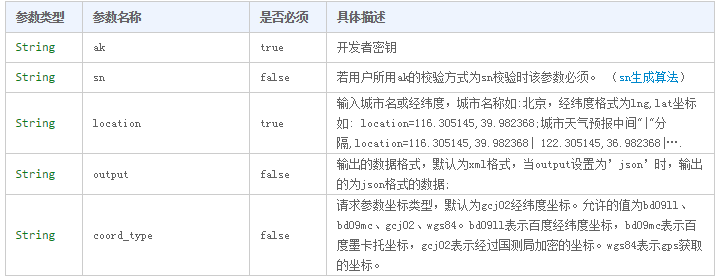 参数类型 参数名称 是否必须 具体描述
String ak true 开发者密钥
String sn false 若用户所用ak的校验方式为sn校验时该参数必须。 （sn生成算法）
String location true 输入城市名或经纬度，城市名称如:北京，经纬度格式为lng,lat坐标
如: location=116.305145,39.982368;城市天气预报中间"|"分
隔,location=116.305145,39.982368| 122.305145,36.982368|….
String output false 输出的数据格式，默认为xml格式，当output设置为’json’时，输出
的为json格式的数据;
String coord_type false 请求参数坐标类型，默认为gcj02经纬度坐标。允许的值为bd09ll、
bd09mc、gcj02、wgs84。bd09ll表示百度经纬度坐标，bd09mc表示百
度墨卡托坐标，gcj02表示经过国测局加密的坐标。wgs84表示gps获取
的坐标。